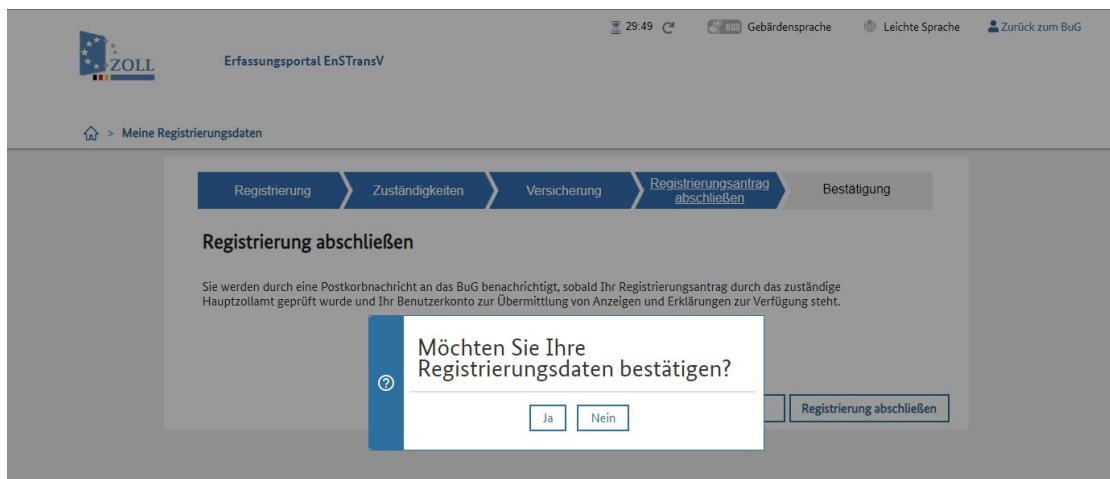 29:49
DGS Gebärdensprache
Leichte Sprache
Zurück zum BuG
ZOLL
Erfassungsportal EnSTransV
> Meine Registrierungsdaten
Registrierung
Zuständigkeiten
Versicherung
Registrierungsantrag
abschließen
Bestätigung
Registrierung abschließen
Sie werden durch eine Postkorbnachricht an das BuG benachrichtigt, sobald Ihr Registrierungsantrag durch das zuständige
Hauptzollamt geprüft wurde und Ihr Benutzerkonto zur Übermittlung von Anzeigen und Erklärungen zur Verfügung steht.
Möchten Sie Ihre
Registrierungsdaten bestätigen?
Ja
Nein
Registrierung abschließen